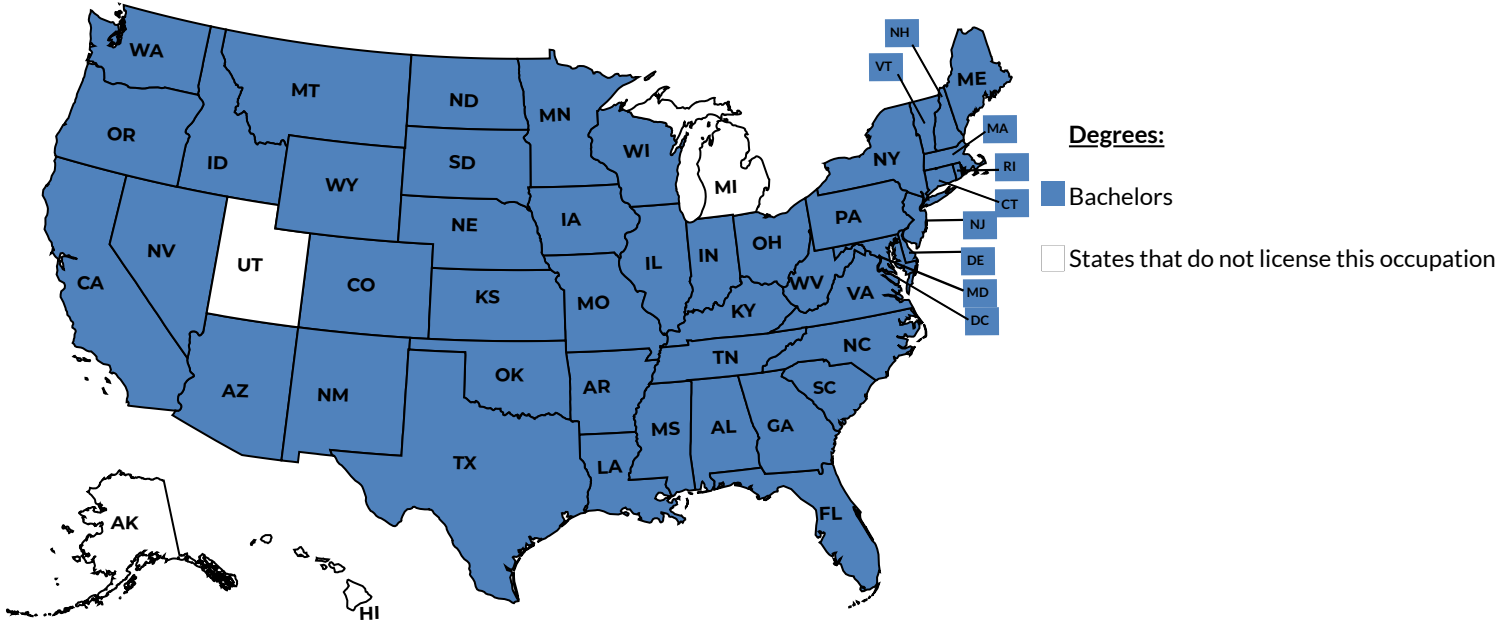 WA
MT
ND
MN
OR
ID
SD
WI
WY
MI
NE
IA
NV
UT
CA
CO
KS
MO
IL
IN
OH
PA
NY
ME
NH
VT
MA
RI
CT
NJ
DE
MD
DC
WV
VA
KY
NC
TN
SC
AZ
NM
OK
AR
MS
AL
GA
TX
LA
FL
AK
HI
Degrees:
Bachelors
States that do not license this occupation